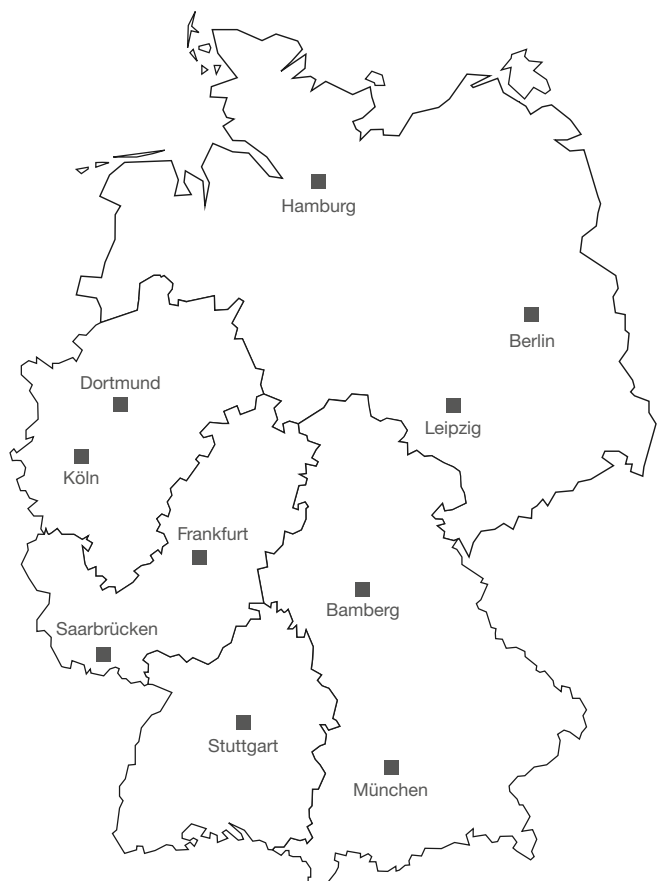 Hamburg
Berlin
Dortmund
Leipzig
Köln
Frankfurt
Bamberg
Saarbrücken
Stuttgart
München